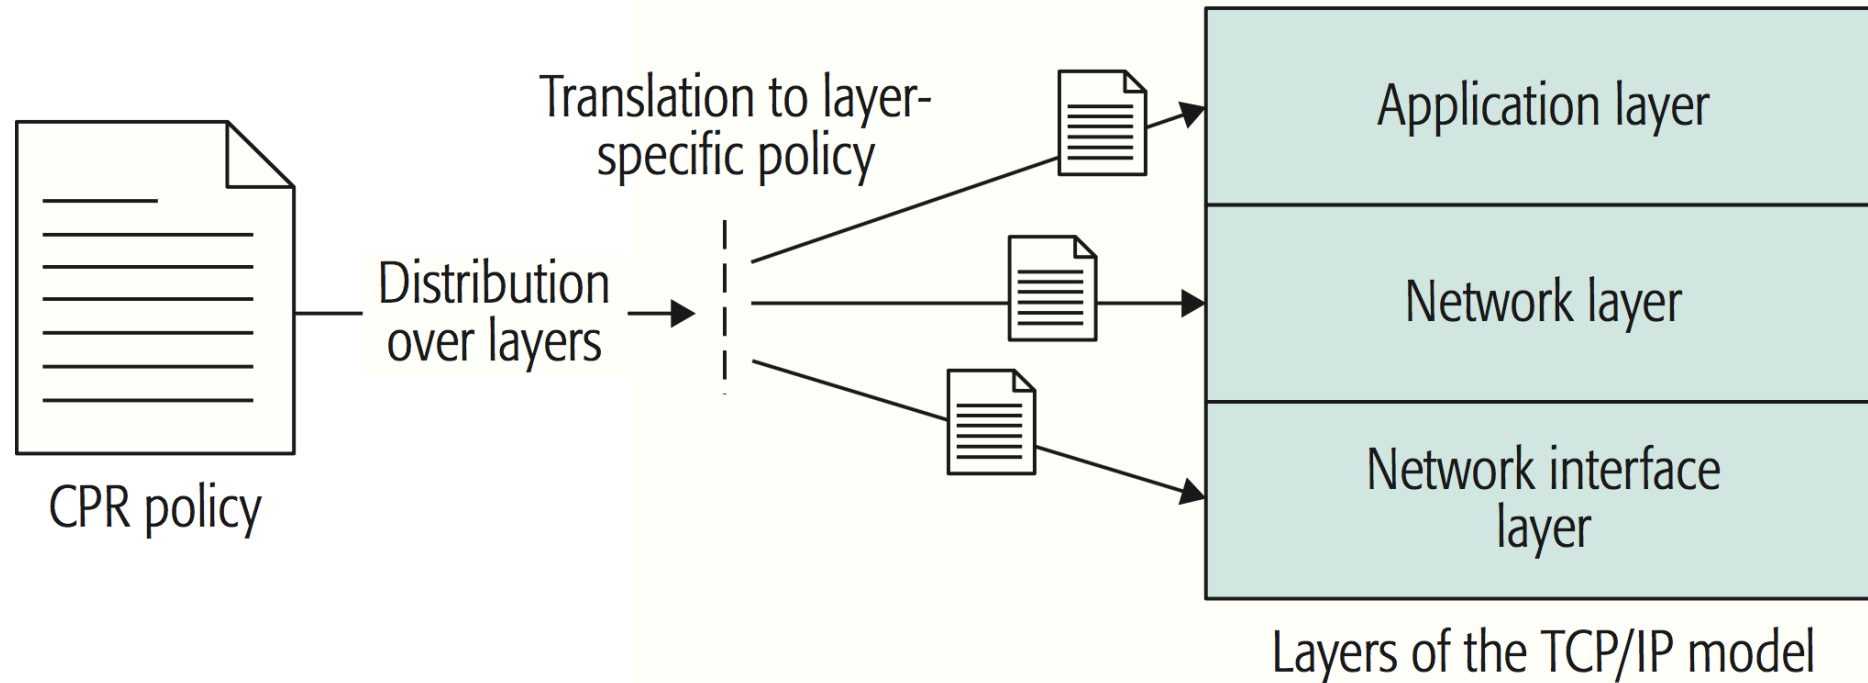 Translation to layer-
specific policy
Application layer
Distribution
over layers
Network layer
Network interface
layer
CPR policy
Layers of the TCP/IP model